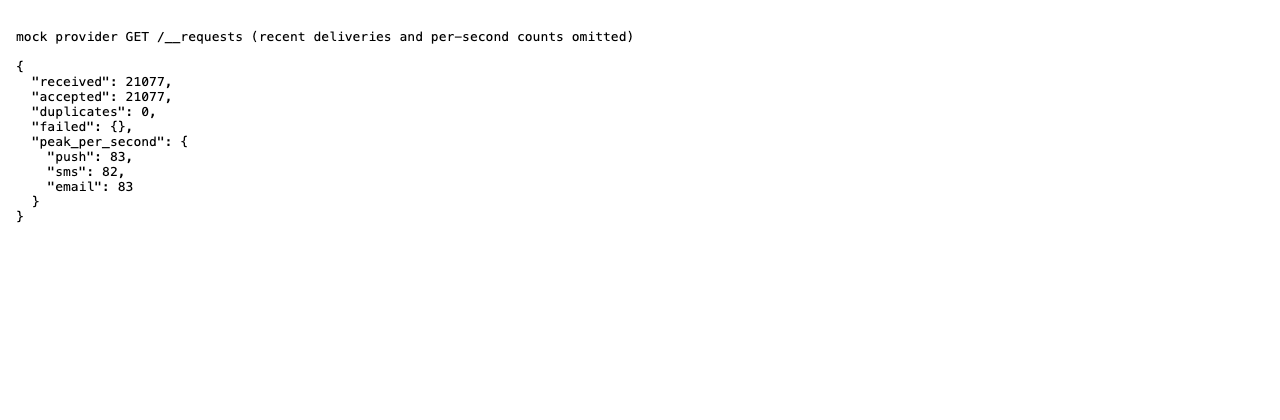 mock provider GET /__requests (recent deliveries and per-second counts omitted)
{
  "received": 21077,
  "accepted": 21077,
  "duplicates": 0,
  "failed": {},
  "peak_per_second": {
    "push": 83,
    "sms": 82,
    "email": 83
  }
}